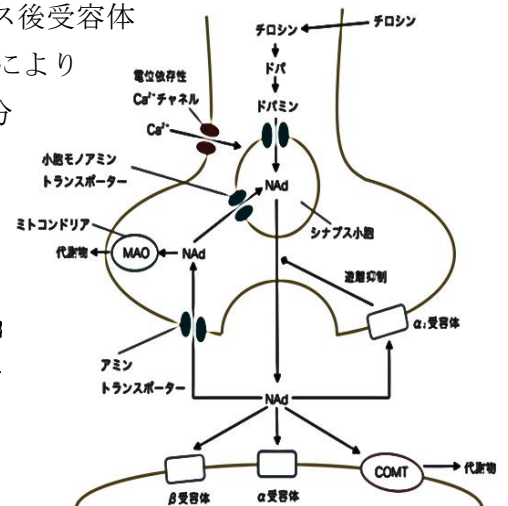 ス後受容体
により
分
チロシン
チロシン
ドパ
ドパミン
電位依存性
Ca²⁺チャネル
Ca²⁺
小胞モノアミン
トランスポーター
NAd
シナプス小胞
ミトコンドリア
代謝物
MAO
NAd
遊離抑制
α₂受容体
アミン
トランスポーター
NAd
COMT
代謝物
β受容体
α受容体